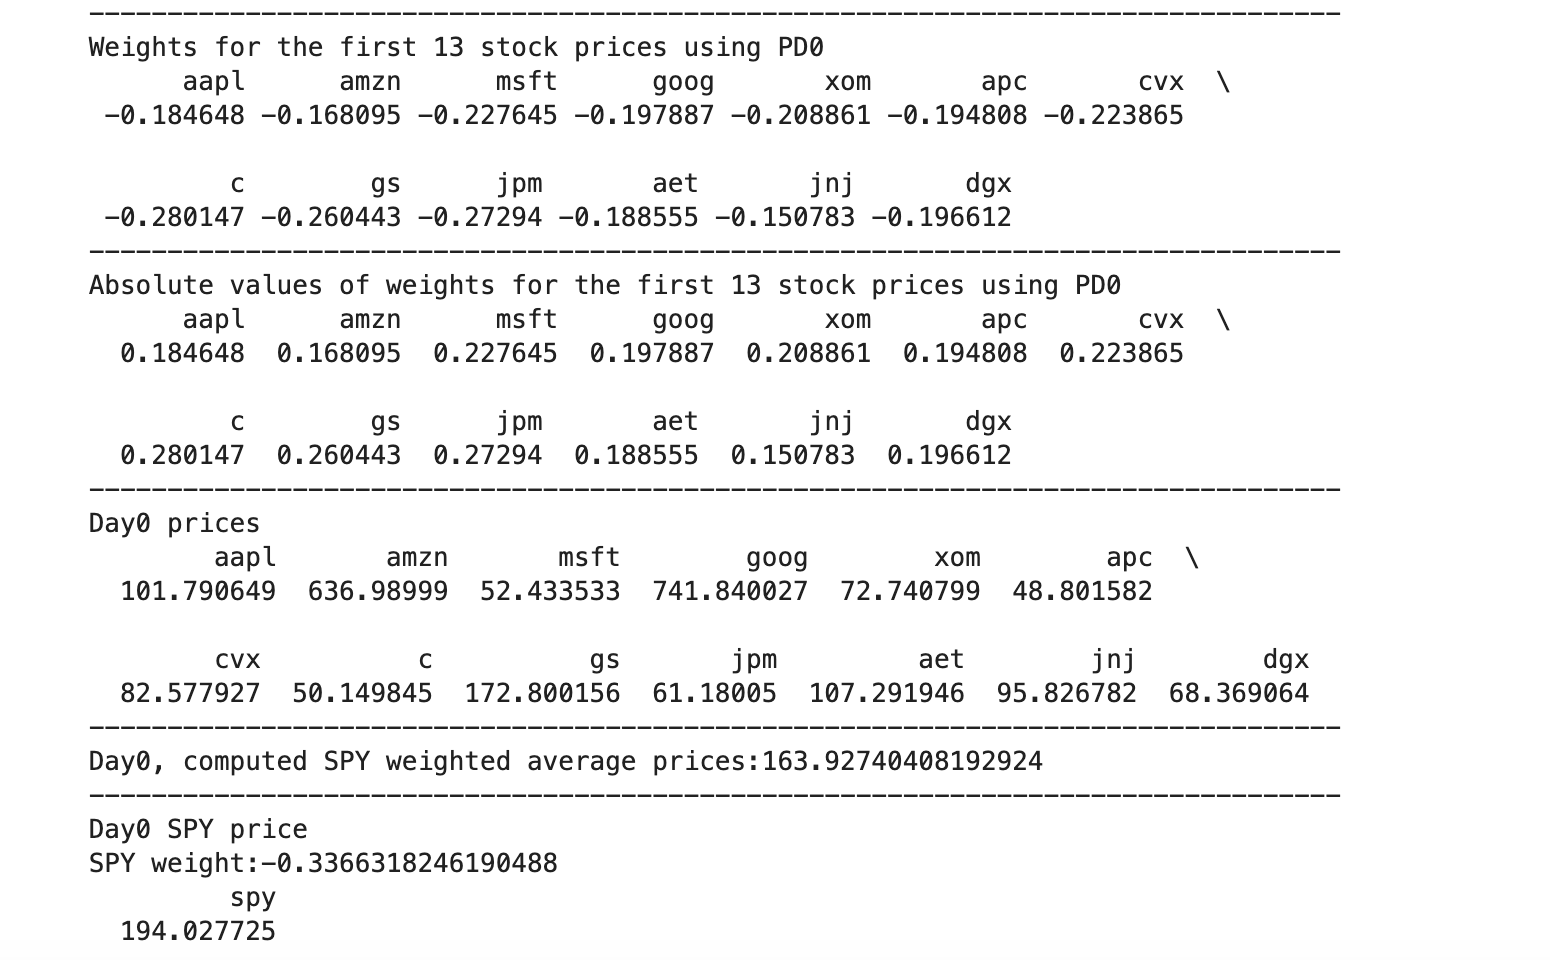 --------------------------------------------------------------------------------
Weights for the first 13 stock prices using PD0
aapl amzn msft goog xom apc cvx \
-0.184648 -0.168095 -0.227645 -0.197887 -0.208861 -0.194808 -0.223865
c gs jpm aet jnj dgx
-0.280147 -0.260443 -0.27294 -0.188555 -0.150783 -0.196612
--------------------------------------------------------------------------------
Absolute values of weights for the first 13 stock prices using PD0
aapl amzn msft goog xom apc cvx \
0.184648 0.168095 0.227645 0.197887 0.208861 0.194808 0.223865
c gs jpm aet jnj dgx
0.280147 0.260443 0.27294 0.188555 0.150783 0.196612
--------------------------------------------------------------------------------
Day0 prices
aapl amzn msft goog xom apc \
101.790649 636.98999 52.433533 741.840027 72.740799 48.801582
cvx c gs jpm aet jnj dgx
82.577927 50.149845 172.800156 61.18005 107.291946 95.826782 68.369064
--------------------------------------------------------------------------------
Day0, computed SPY weighted average prices:163.92740408192924
--------------------------------------------------------------------------------
Day0 SPY price
SPY weight:-0.3366318246190488
spy
194.027725